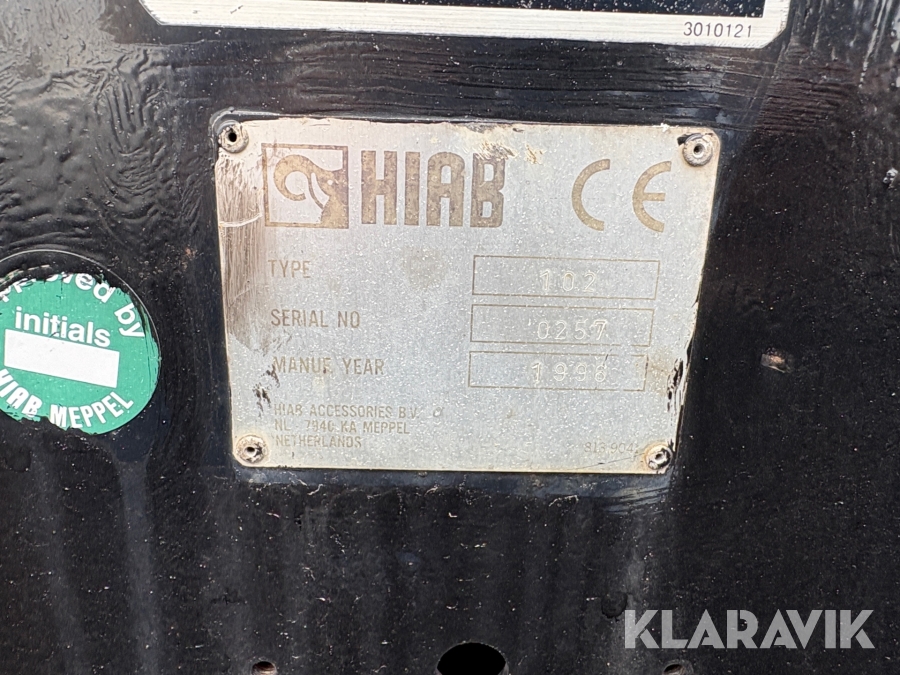 3010121
HIAB CE
TYPE 102
SERIAL NO 0257
MANUF YEAR
HIAB ACCESSORIES B.V.
NL 7940 KA MEPPEL
NETHERLANDS
by
initials
HIAB MEPPEL
KLARAVIK